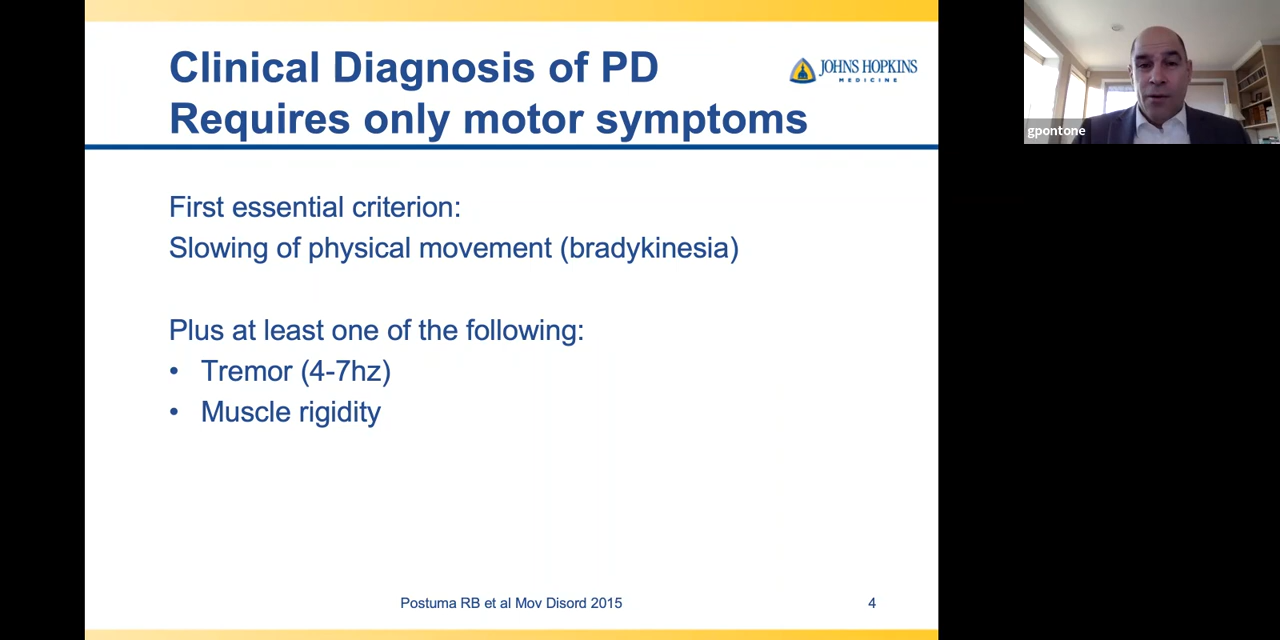 Clinical Diagnosis of PD
Requires only motor symptoms
JOHNS HOPKINS
MEDICINE
gpontone
First essential criterion:
Slowing of physical movement (bradykinesia)
Plus at least one of the following:
• Tremor (4-7hz)
• Muscle rigidity
Postuma RB et al Mov Disord 2015
4